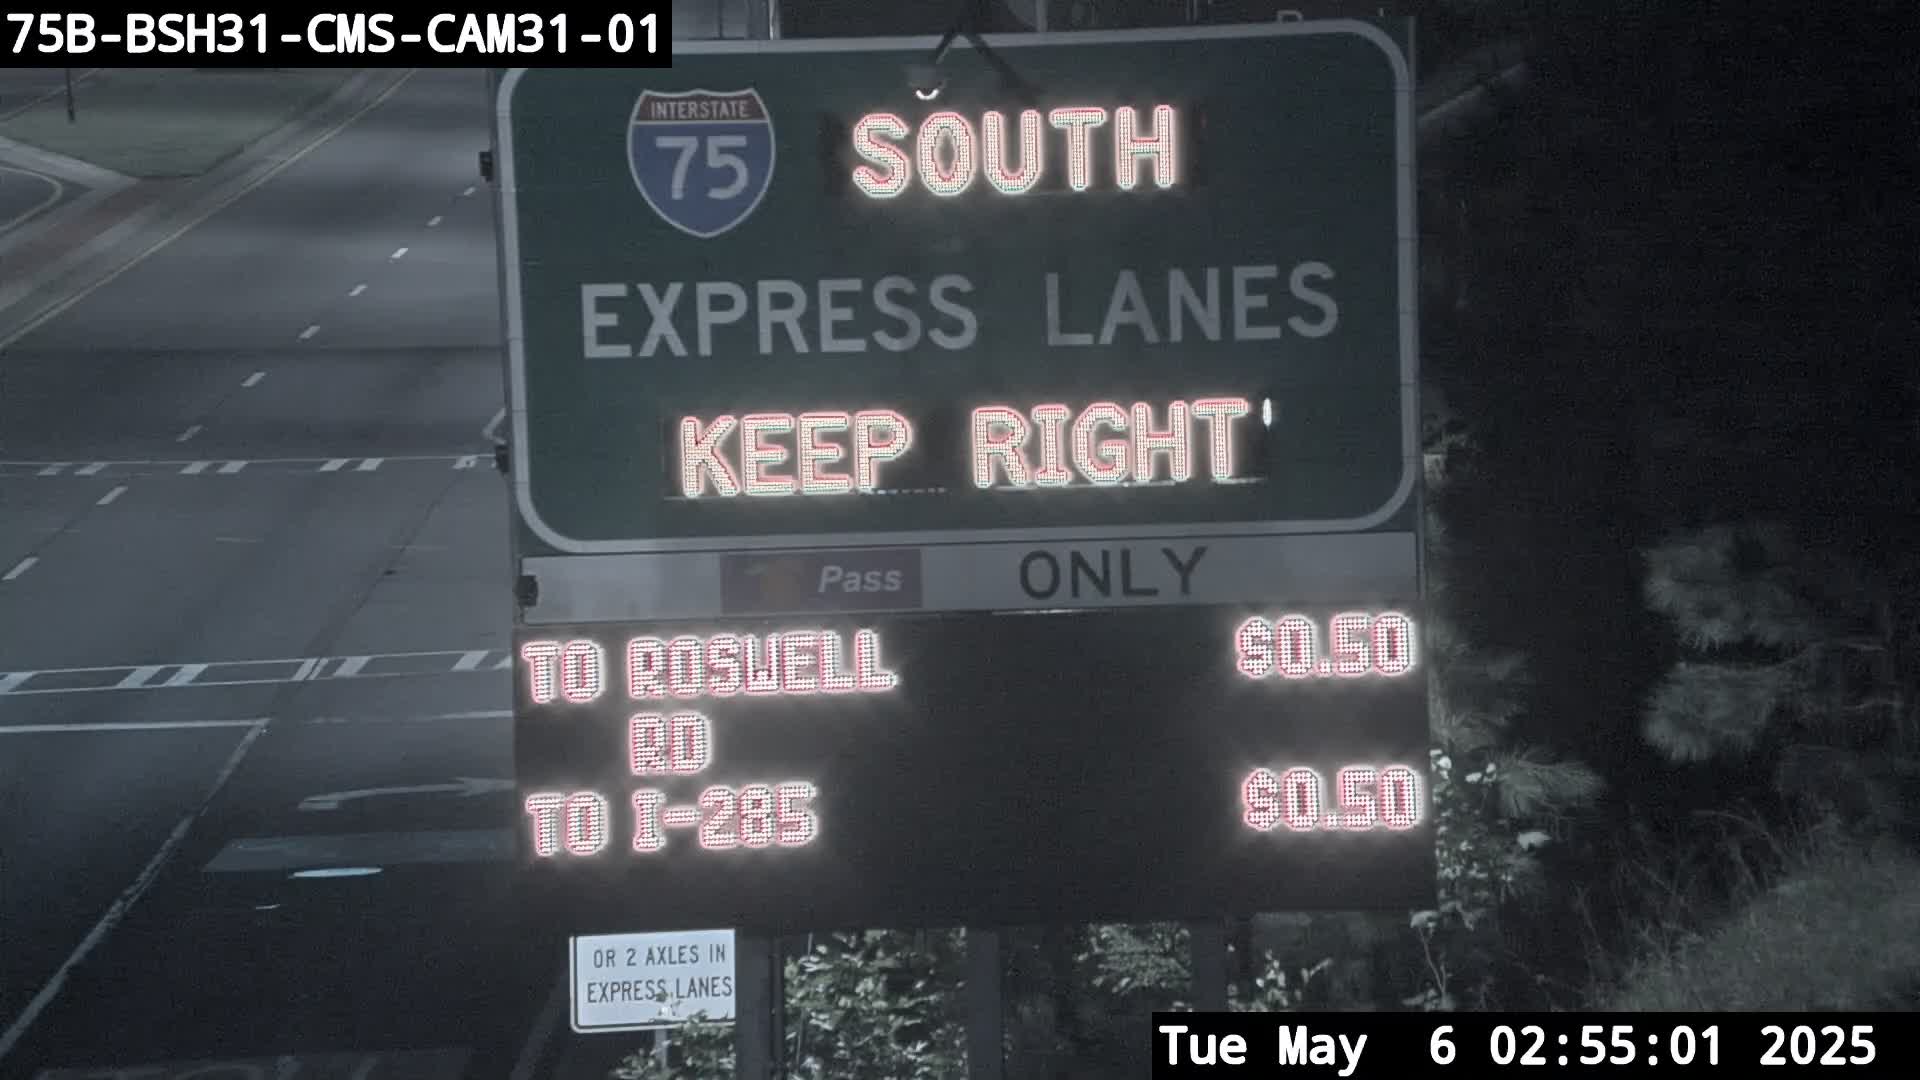 75B-BSH31-CMS-CAM31-01
INTERSTATE
75
SOUTH
EXPRESS LANES
KEEP RIGHT
Pass ONLY
TO ROSWELL $0.50
RD
TO I-285 $0.50
OR 2 AXLES IN
EXPRESS LANES
Tue May 6 02:55:01 2025